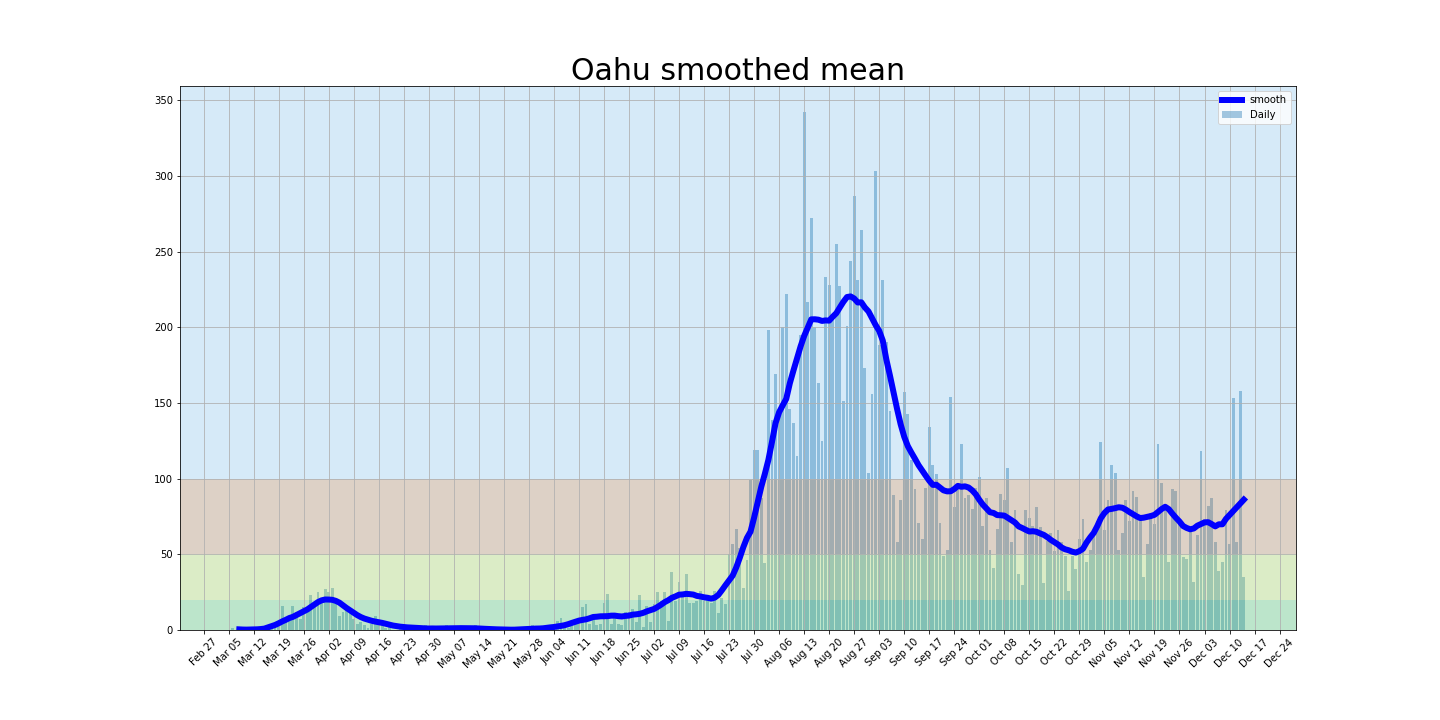 Oahu smoothed mean
smooth
Daily
350
300
250
200
150
100
50
0
Feb 27 Mar 05 Mar 12 Mar 19 Mar 26 Apr 02 Apr 09 Apr 16 Apr 23 Apr 30 May 07 May 14 May 21 May 28 Jun 04 Jun 11 Jun 18 Jun 25 Jul 02 Jul 09 Jul 16 Jul 23 Jul 30 Aug 06 Aug 13 Aug 20 Aug 27 Sep 03 Sep 10 Sep 17 Sep 24 Oct 01 Oct 08 Oct 15 Oct 22 Oct 29 Nov 05 Nov 12 Nov 19 Nov 26 Dec 03 Dec 10 Dec 17 Dec 24